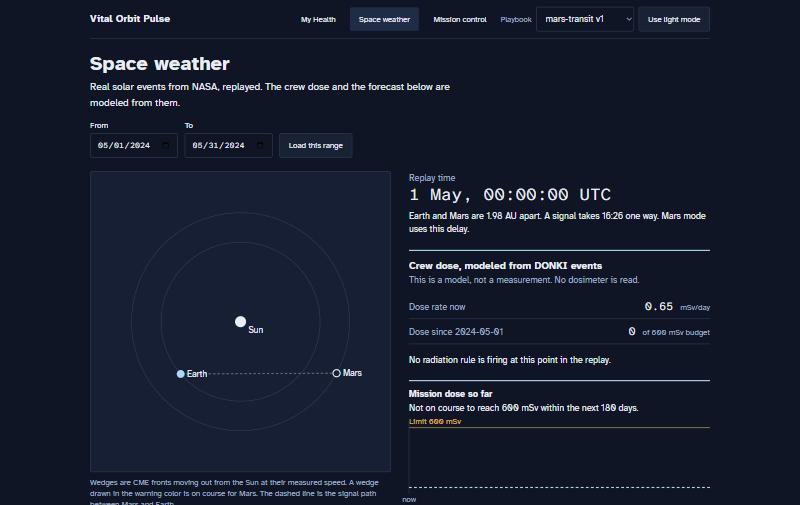 Vital Orbit Pulse
My Health
Space weather
Mission control
Playbook
mars-transit v1
Use light mode
Space weather
Real solar events from NASA, replayed. The crew dose and the forecast below are
modeled from them.
From
To
05/01/2024
05/31/2024
Load this range
Sun
Earth
Mars
Wedges are CME fronts moving out from the Sun at their measured speed. A wedge
drawn in the warning color is on course for Mars. The dashed line is the signal path
between Mars and Earth.
Replay time
1 May, 00:00:00 UTC
Earth and Mars are 1.98 AU apart. A signal takes 16:26 one way. Mars mode
uses this delay.
Crew dose, modeled from DONKI events
This is a model, not a measurement. No dosimeter is read.
Dose rate now
0.65 mSv/day
Dose since 2024-05-01
0 of 600 mSv budget
No radiation rule is firing at this point in the replay.
Mission dose so far
Not on course to reach 600 mSv within the next 180 days.
Limit 600 mSv
now